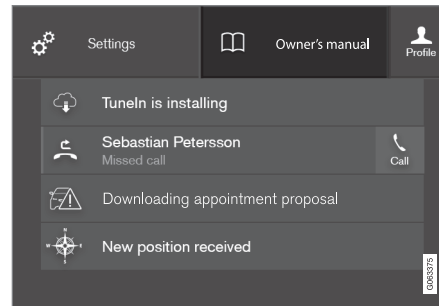 Settings
Owner's manual
Profile
TuneIn is installing
Sebastian Petersson
Missed call
Call
Downloading appointment proposal
N
W
E
S
New position received
G063375